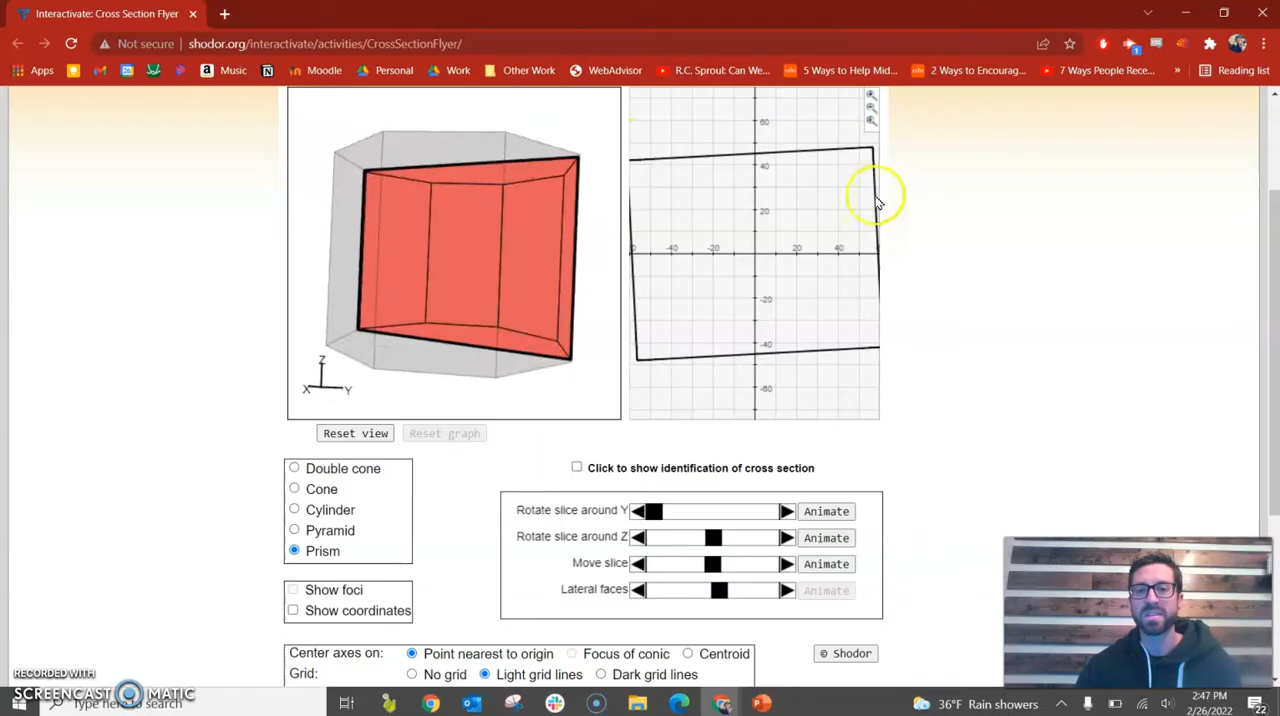 Interactivate: Cross Section Flyer
Not secure shodor.org/interactivate/activities/CrossSectionFlyer/
Apps Music Moodle Personal Work Other Work WebAdvisor R.C. Sproul: Can We... 5 Ways to Help Mid... 2 Ways to Encourag... 7 Ways People Rece... » Reading list
60
40
20
-40 -20 20 40
-20
-40
-60
Z
X Y
Reset view Reset graph
Double cone
Cone
Cylinder
Pyramid
Prism
Show foci
Show coordinates
Click to show identification of cross section
Rotate slice around Y Animate
Rotate slice around Z Animate
Move slice Animate
Lateral faces Animate
Center axes on: Point nearest to origin Focus of conic Centroid
Grid: No grid Light grid lines Dark grid lines
© Shodor
RECORDED WITH
SCREENCAST MATIC
Type here to search
36°F Rain showers
2:47 PM
2/26/2022
22